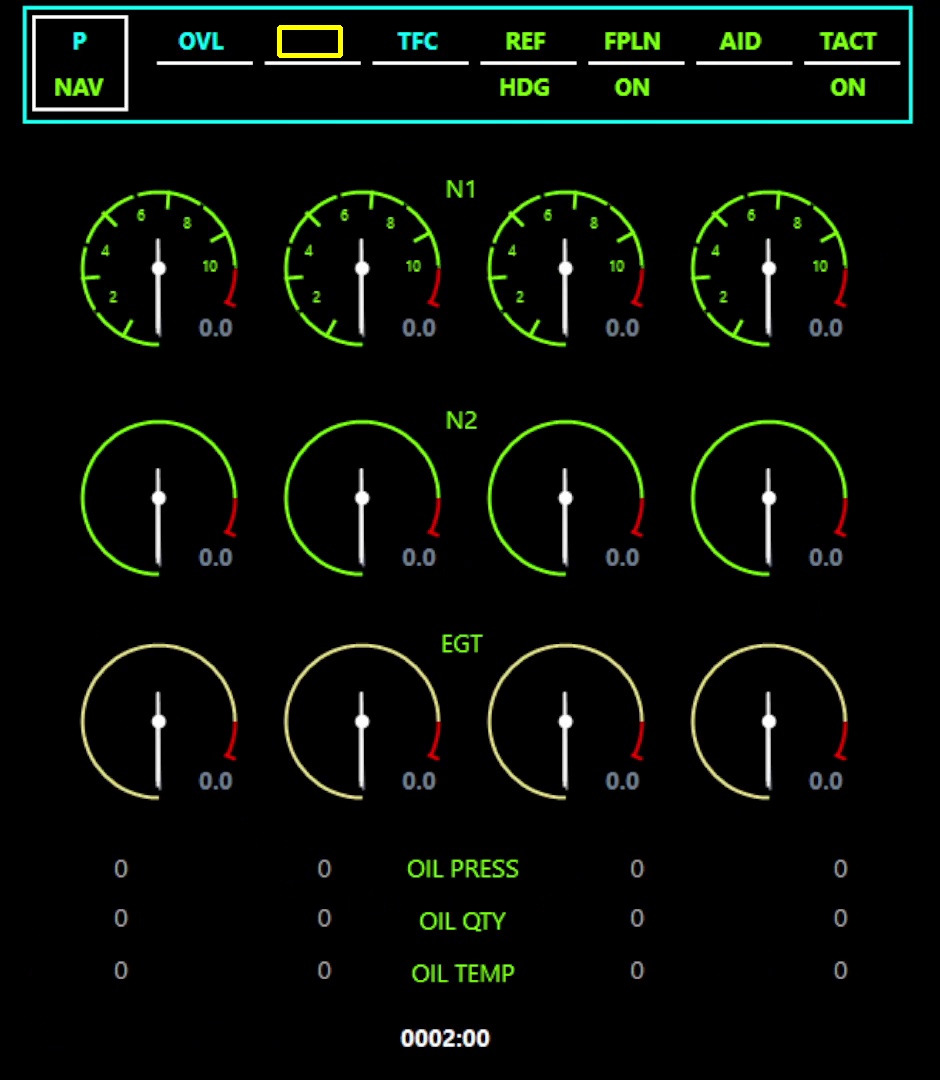 P OVL TFC REF FPLN AID TACT
NAV HDG ON ON
N1
2 4 6 8 10 0.0
2 4 6 8 10 0.0
2 4 6 8 10 0.0
2 4 6 8 10 0.0
N2
0.0 0.0 0.0 0.0
EGT
0.0 0.0 0.0 0.0
0 0 OIL PRESS 0 0
0 0 OIL QTY 0 0
0 0 OIL TEMP 0 0
0002:00